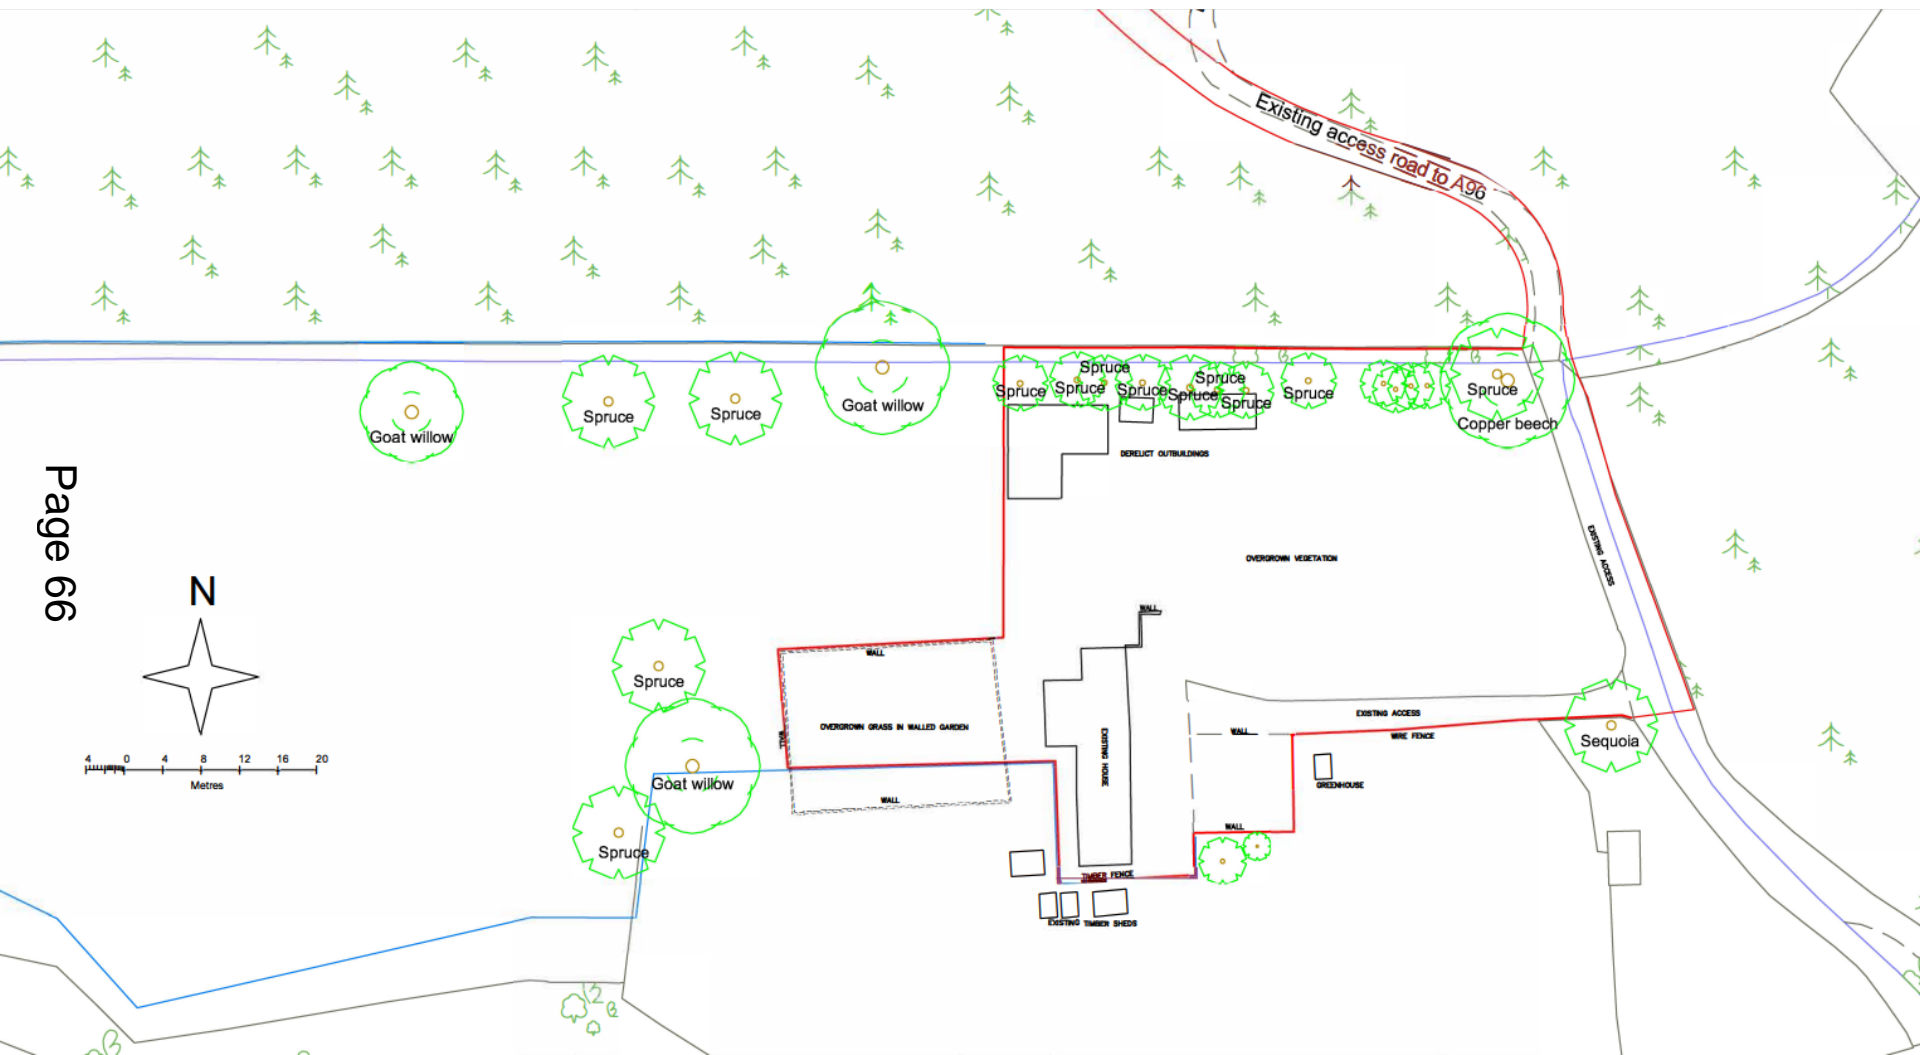 Existing access road to A96
Spruce
Spruce
Spruce
Spruce
Spruce
Spruce
Spruce
Spruce
Spruce
Copper beech
Goat willow
Spruce
Spruce
Goat willow
DERELICT OUTBUILDINGS
Page 66
EXISTING ACCESS
OVERGROWN VEGETATION
N
WALL
WALL
Spruce
OVERGROWN GRASS IN WALLED GARDEN
WALL
EXISTING HOUSE
EXISTING ACCESS
WALL
WIRE FENCE
Sequoia
4 0 4 8 12 16 20
Metres
Goat willow
GREENHOUSE
WALL
WALL
Spruce
TIMBER FENCE
EXISTING TIMBER SHEDS